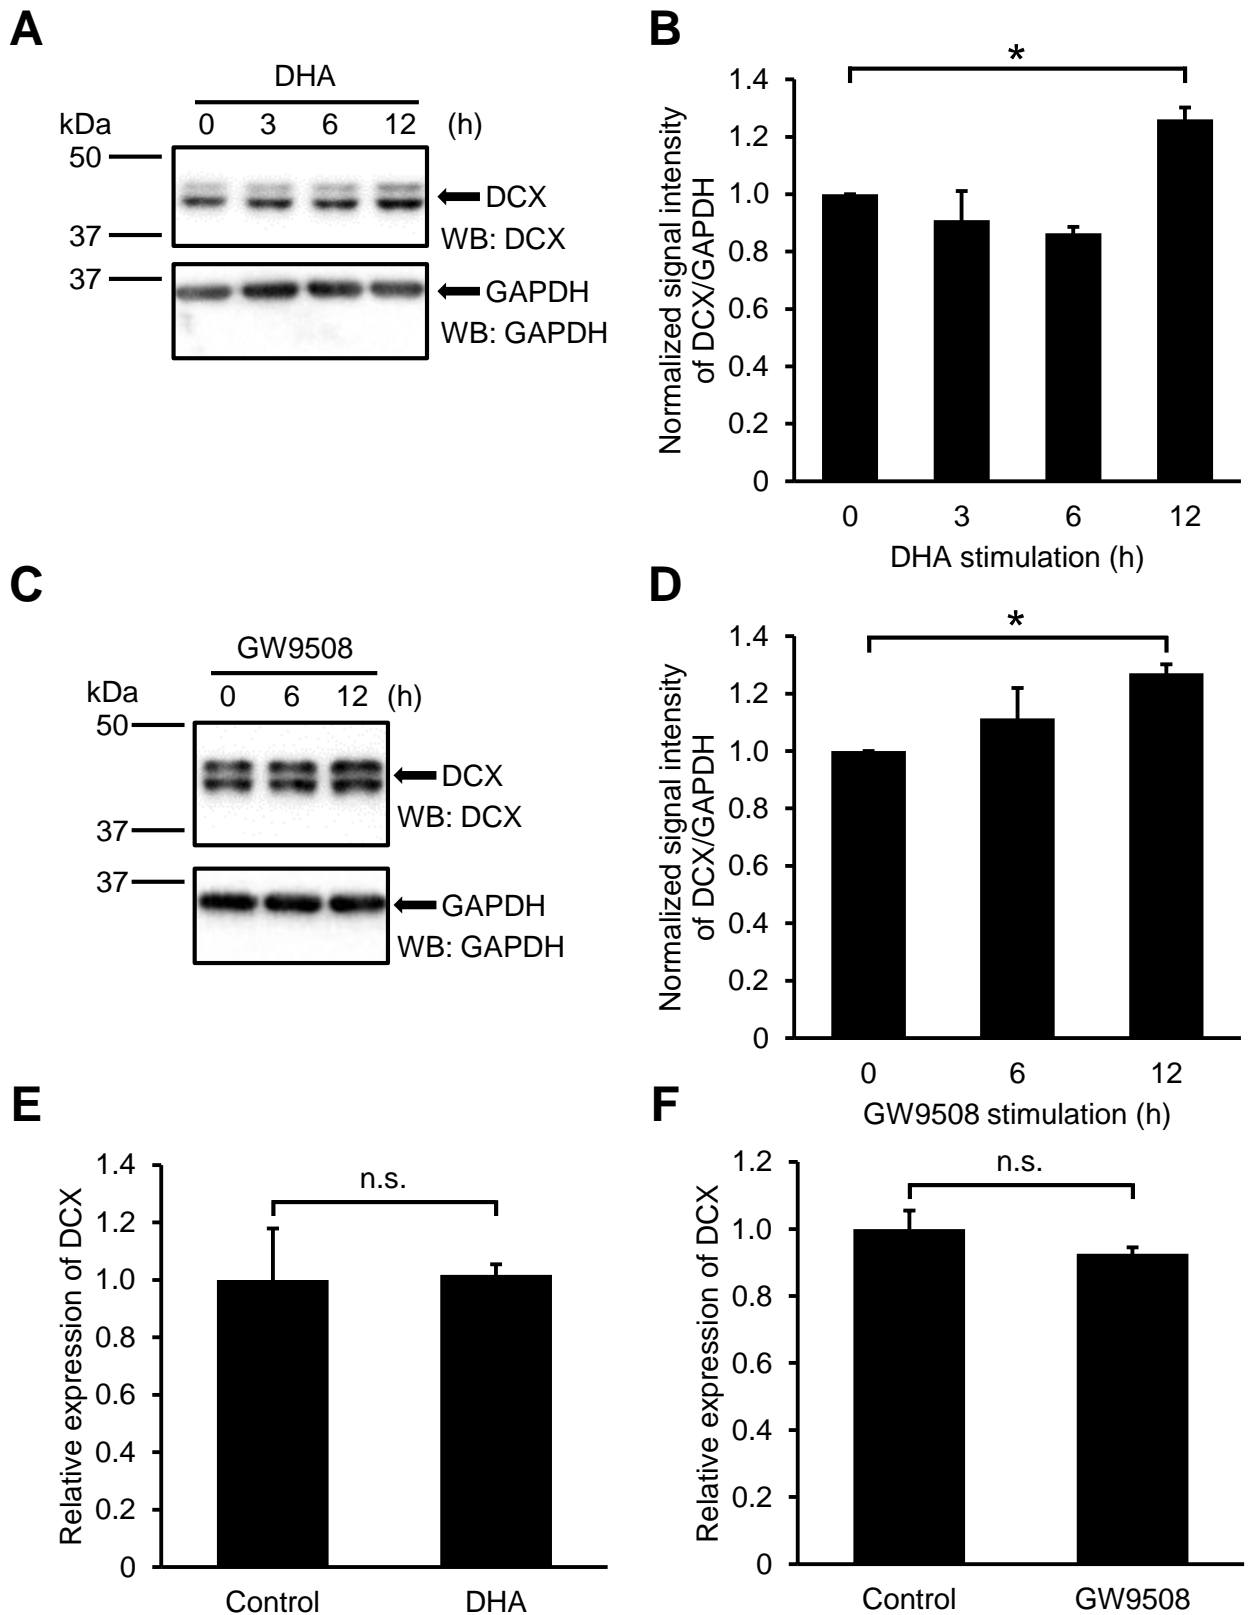 A
DHA
kDa 0 3 6 12 (h)
50
DCX
37
WB: DCX
37
GAPDH
WB: GAPDH
B
*
Normalized signal intensity
of DCX/GAPDH
1.4
1.2
1.0
0.8
0.6
0.4
0.2
0
0 3 6 12
DHA stimulation (h)
C
GW9508
kDa 0 6 12 (h)
50
DCX
WB: DCX
37
37
GAPDH
WB: GAPDH
D
*
Normalized signal intensity
of DCX/GAPDH
1.4
1.2
1.0
0.8
0.6
0.4
0.2
0
0 6 12
GW9508 stimulation (h)
E
n.s.
Relative expression of DCX
1.4
1.2
1.0
0.8
0.6
0.4
0.2
0
Control DHA
F
n.s.
Relative expression of DCX
1.2
1.0
0.8
0.6
0.4
0.2
0
Control GW9508